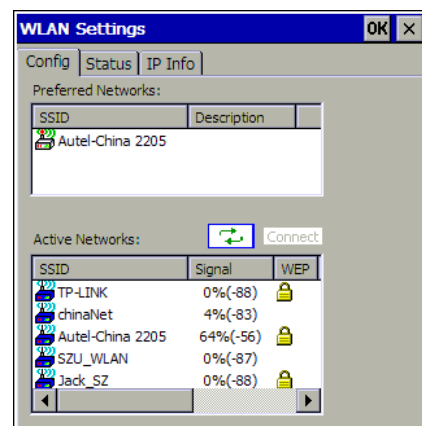 WLAN Settings OK ×
Config Status IP Info
Preferred Networks:
SSID Description
Autel-China 2205
Active Networks: Connect
SSID Signal WEP
TP-LINK 0%(-88)
chinaNet 4%(-83)
Autel-China 2205 64%(-56)
SZU_WLAN 0%(-87)
Jack_SZ 0%(-88)